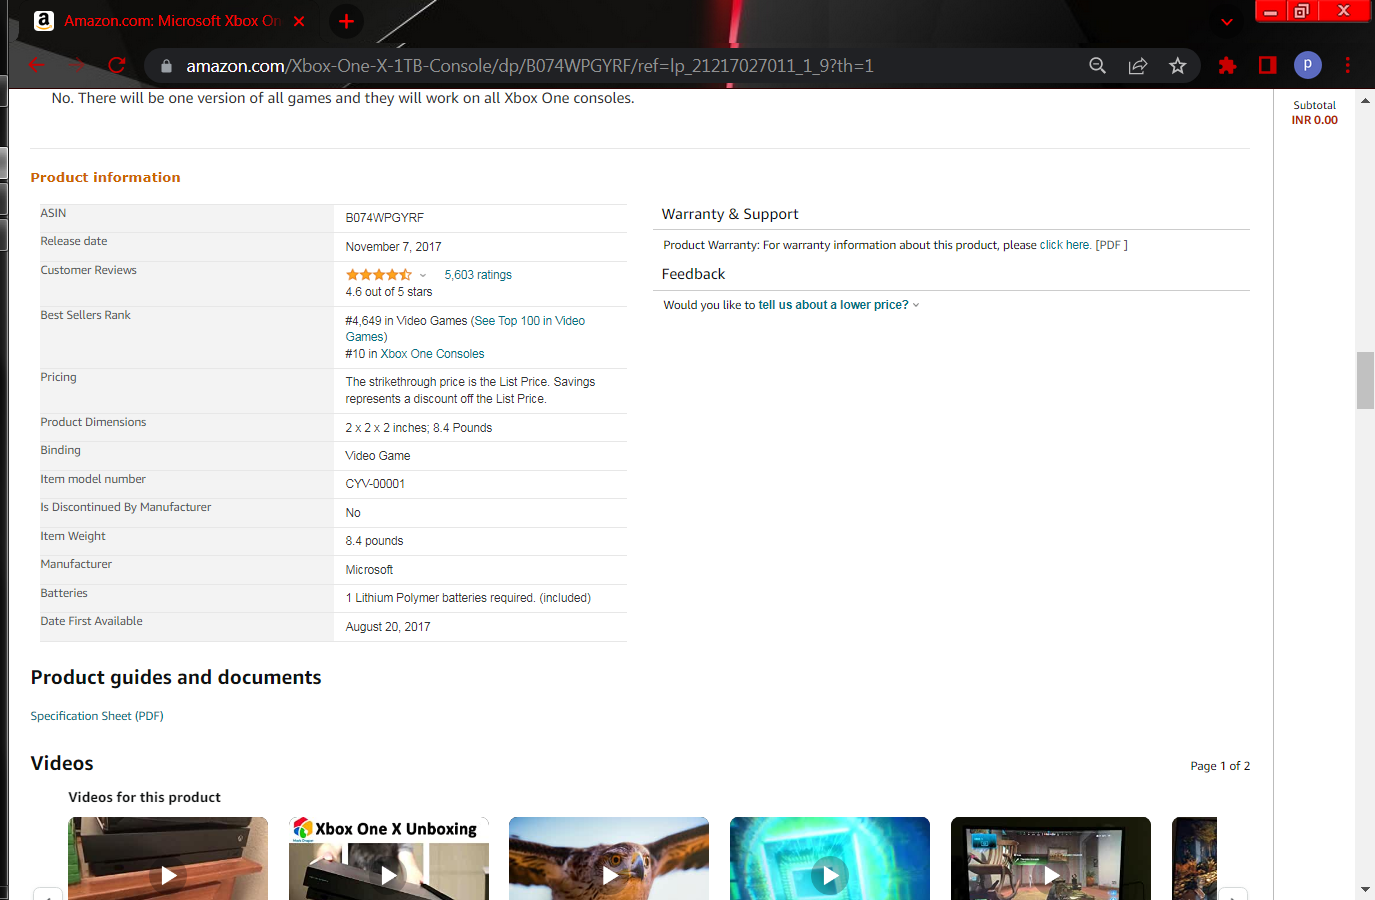 Amazon.com: Microsoft Xbox On
amazon.com/Xbox-One-X-1TB-Console/dp/B074WPGYRF/ref=lp_21217027011_1_9?th=1
P
No. There will be one version of all games and they will work on all Xbox One consoles.
Subtotal
INR 0.00
Product information
ASIN B074WPGYRF
Release date November 7, 2017
Customer Reviews 5,603 ratings
4.6 out of 5 stars
Best Sellers Rank #4,649 in Video Games (See Top 100 in Video
Games)
#10 in Xbox One Consoles
Pricing The strikethrough price is the List Price. Savings
represents a discount off the List Price.
Product Dimensions 2 x 2 x 2 inches; 8.4 Pounds
Binding Video Game
Item model number CYV-00001
Is Discontinued By Manufacturer No
Item Weight 8.4 pounds
Manufacturer Microsoft
Batteries 1 Lithium Polymer batteries required. (included)
Date First Available August 20, 2017
Warranty & Support
Product Warranty: For warranty information about this product, please click here. [PDF ]
Feedback
Would you like to tell us about a lower price?
Product guides and documents
Specification Sheet (PDF)
Videos
Page 1 of 2
Videos for this product
Xbox One X Unboxing